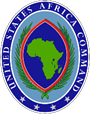 UNITED STATES AFRICA COMMAND